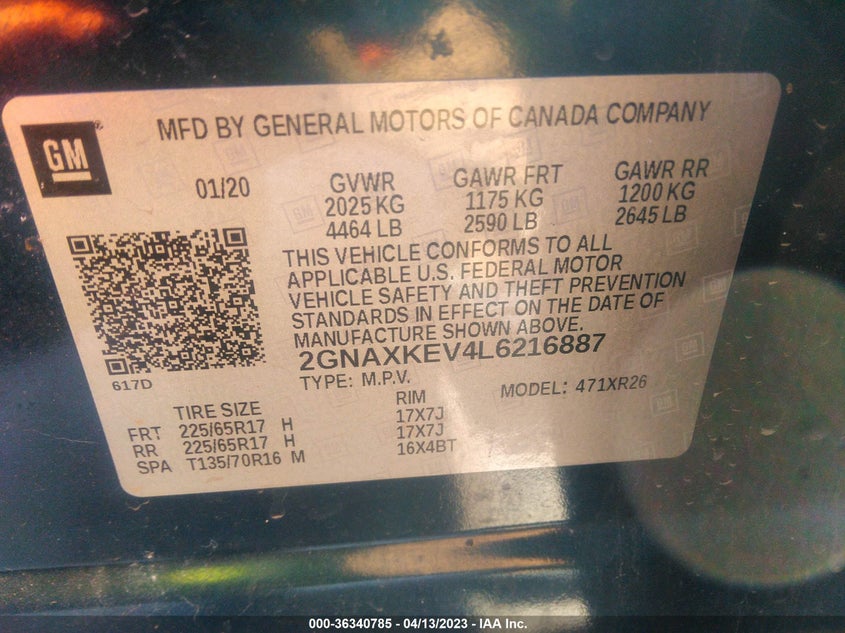 GM
MFD BY GENERAL MOTORS OF CANADA COMPANY
01/20
GVWR
2025 KG
4464 LB
GAWR FRT
1175 KG
2590 LB
GAWR RR
1200 KG
2645 LB
THIS VEHICLE CONFORMS TO ALL
APPLICABLE U.S. FEDERAL MOTOR
VEHICLE SAFETY AND THEFT PREVENTION
STANDARDS IN EFFECT ON THE DATE OF
MANUFACTURE SHOWN ABOVE.
2GNAXKEV4L6216887
617D
TYPE: M.P.V.
MODEL: 471XR26
TIRE SIZE RIM
FRT 225/65R17 H 17X7J
RR 225/65R17 H 17X7J
SPA T135/70R16 M 16X4BT
000-36340785 - 04/13/2023 - IAA Inc.